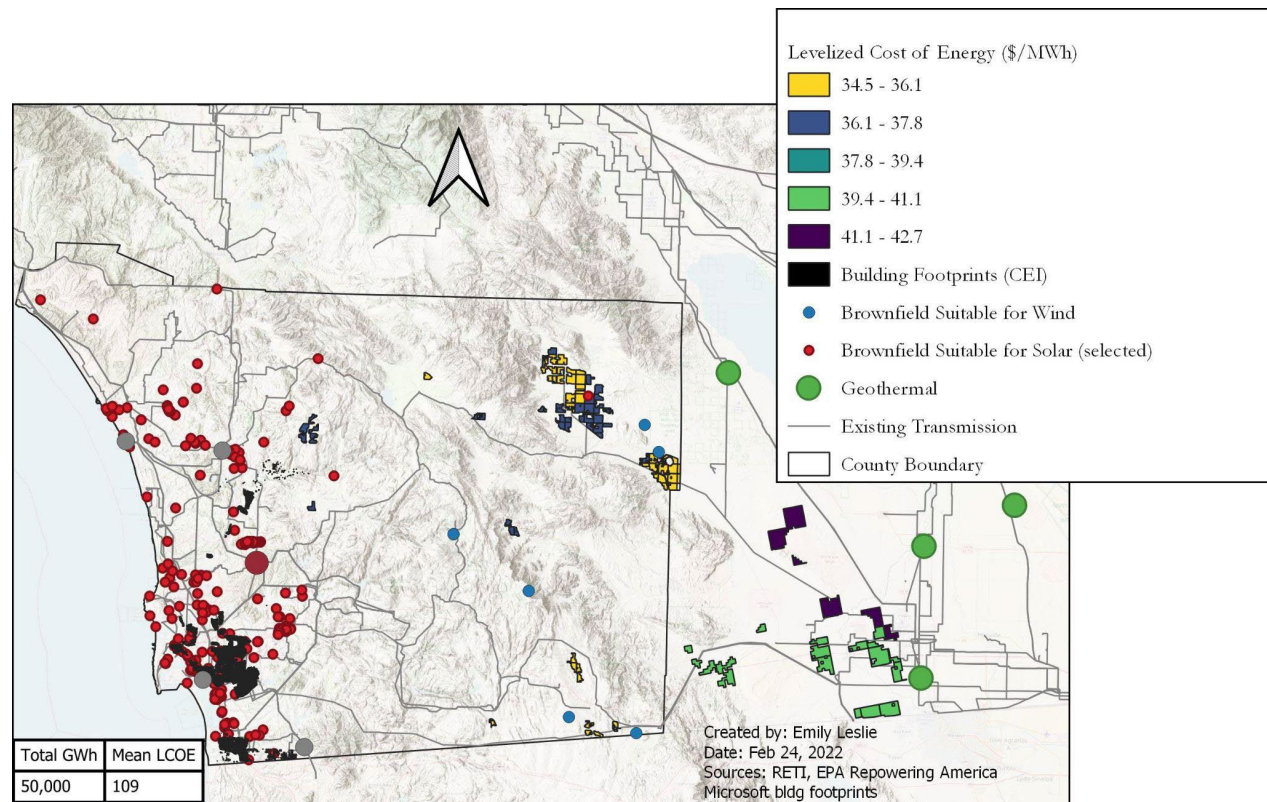 Levelized Cost of Energy ($/MWh)
34.5 - 36.1
36.1 - 37.8
37.8 - 39.4
39.4 - 41.1
41.1 - 42.7
Building Footprints (CEI)
Brownfield Suitable for Wind
Brownfield Suitable for Solar (selected)
Geothermal
Existing Transmission
County Boundary
Created by: Emily Leslie
Date: Feb 24, 2022
Sources: RETI, EPA Repowering America
Microsoft bldg footprints
Total GWh Mean LCOE
50,000 109